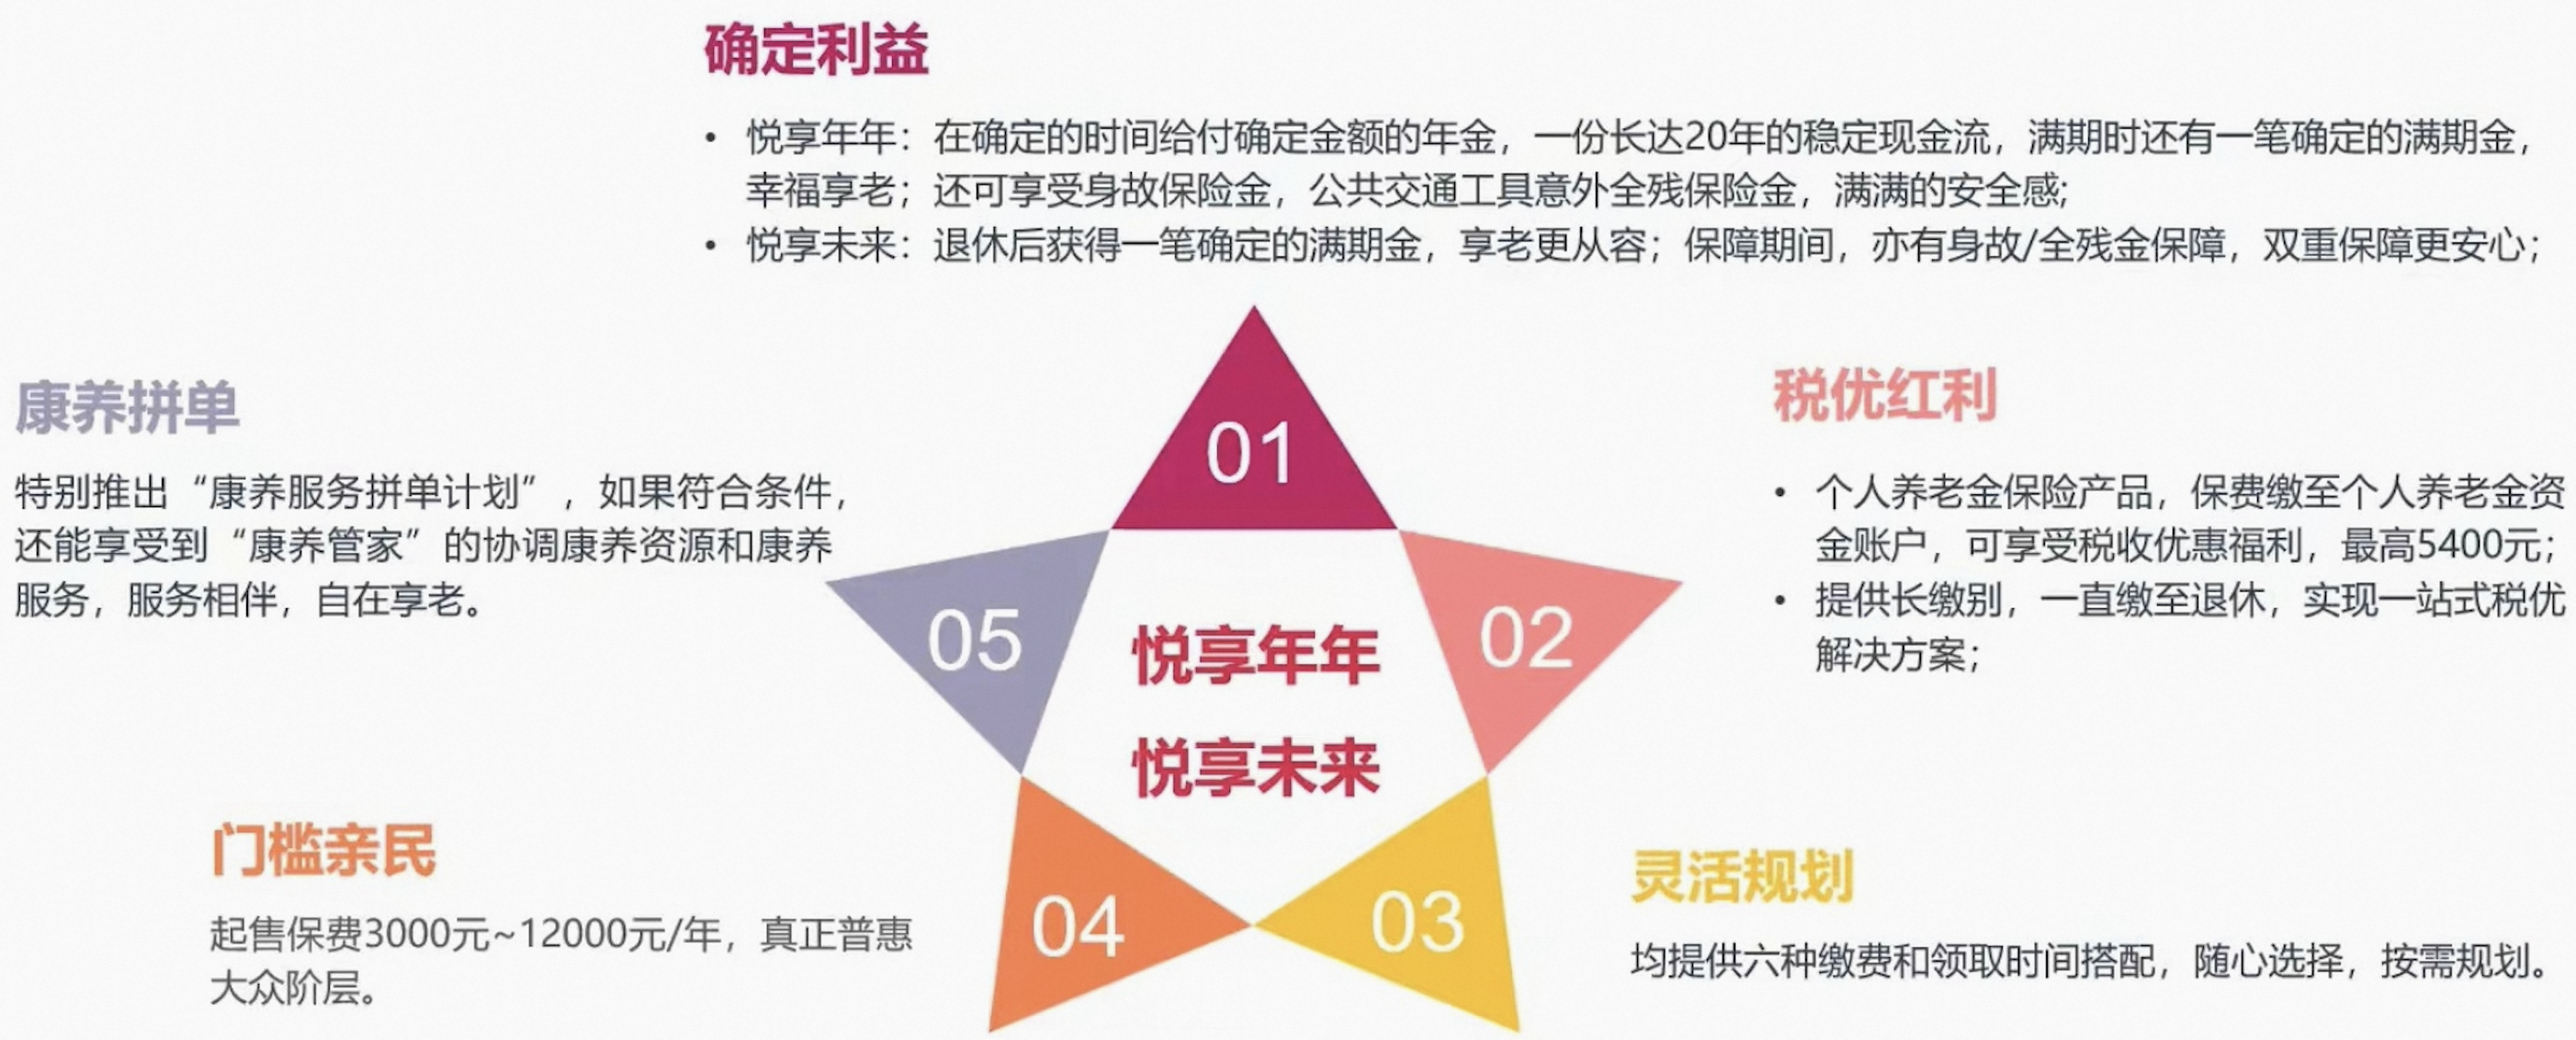 确定利益
• 悦享年年：在确定的时间给付确定金额的年金，一份长达20年的稳定现金流，满期时还有一笔确定的满期金，
幸福享老；还可享受身故保险金，公共交通工具意外全残保险金，满满的安全感;
• 悦享未来：退休后获得一笔确定的满期金，享老更从容；保障期间，亦有身故/全残金保障，双重保障更安心；
01
税优红利
• 个人养老金保险产品，保费缴至个人养老金资
金账户，可享受税收优惠福利，最高5400元；
• 提供长缴别，一直缴至退休，实现一站式税优
解决方案；
02
灵活规划
均提供六种缴费和领取时间搭配，随心选择，按需规划。
03
门槛亲民
起售保费3000元~12000元/年，真正普惠
大众阶层。
04
康养拼单
特别推出“康养服务拼单计划”，如果符合条件，
还能享受到“康养管家”的协调康养资源和康养
服务，服务相伴，自在享老。
05
悦享年年
悦享未来